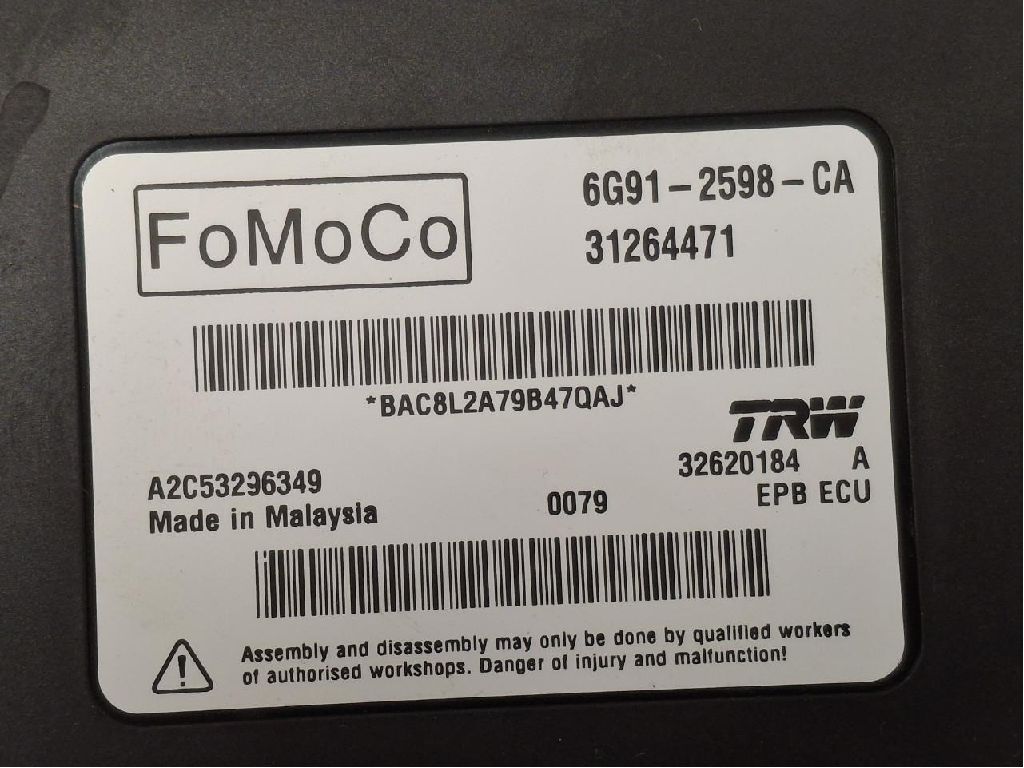 FoMoCo
6G91-2598-CA
31264471
*BAC8L2A79B47QAJ*
TRW
32620184 A
A2C53296349
0079
EPB ECU
Made in Malaysia
Assembly and disassembly may only be done by qualified workers
of authorised workshops. Danger of injury and malfunction!